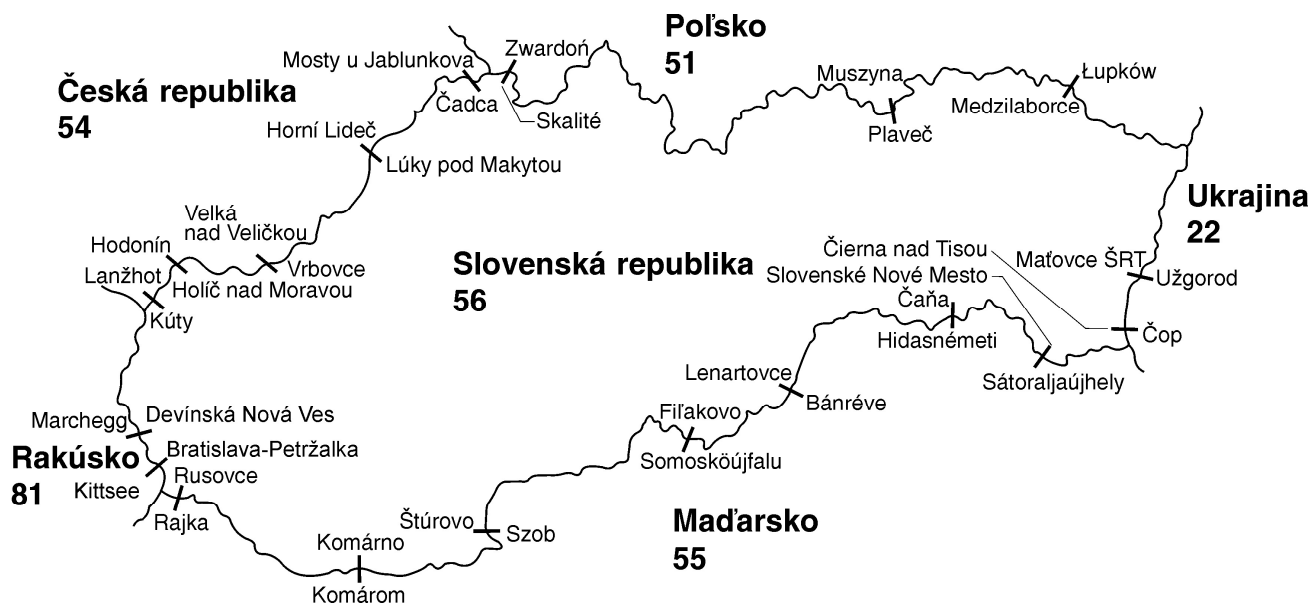 Poľsko
51
Zwardoń
Mosty u Jablunkova
Čadca
Skalité
Muszyna
Plaveč
Łupków
Medzilaborce
Česká republika
54
Horní Lideč
Lúky pod Makytou
Velká
nad Veličkou
Vrbovce
Hodonín
Holíč nad Moravou
Lanžhot
Kúty
Ukrajina
22
Slovenská republika
56
Čierna nad Tisou
Slovenské Nové Mesto
Maťovce ŠRT
Užgorod
Čop
Čaňa
Hidasnémeti
Sátoraljaújhely
Lenartovce
Bánréve
Fiľakovo
Somosköújfalu
Marchegg
Devínská Nová Ves
Rakúsko
81
Bratislava-Petržalka
Kittsee
Rusovce
Rajka
Štúrovo
Szob
Komárno
Komárom
Maďarsko
55